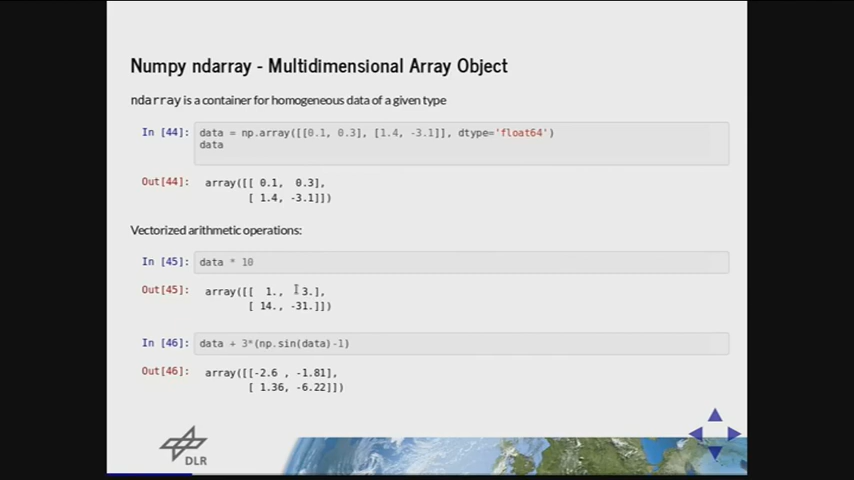 Numpy ndarray - Multidimensional Array Object
ndarray is a container for homogeneous data of a given type
In [44]: data = np.array([[0.1, 0.3], [1.4, -3.1]], dtype='float64')
data
Out[44]: array([[ 0.1,  0.3],
[ 1.4, -3.1]])
Vectorized arithmetic operations:
In [45]: data * 10
Out[45]: array([[  1.,   3.],
[ 14., -31.]])
In [46]: data + 3*(np.sin(data)-1)
Out[46]: array([[-2.6 , -1.81],
[ 1.36, -6.22]])
DLR